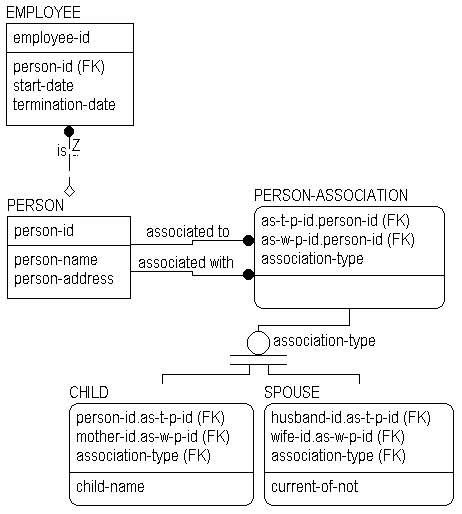 EMPLOYEE
employee-id
person-id (FK)
start-date
termination-date
is Z
PERSON
person-id
person-name
person-address
associated to
associated with
PERSON-ASSOCIATION
as-t-p-id.person-id (FK)
as-w-p-id.person-id (FK)
association-type
association-type
CHILD
person-id.as-t-p-id (FK)
mother-id.as-w-p-id (FK)
association-type (FK)
child-name
SPOUSE
husband-id.as-t-p-id (FK)
wife-id.as-w-p-id (FK)
association-type (FK)
current-of-not